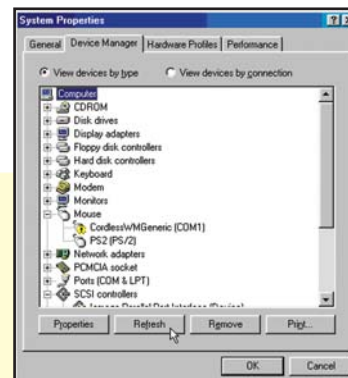 System Properties
General
Device Manager
Hardware Profiles
Performance
View devices by type
View devices by connection
Computer
CDROM
Disk drives
Display adapters
Floppy disk controllers
Hard disk controllers
Keyboard
Modem
Monitors
Mouse
CordlessWMGeneric (COM1)
PS2 (PS/2)
Network adapters
PCMCIA socket
Ports (COM & LPT)
SCSI controllers
Properties
Refresh
Remove
Print...
OK
Cancel